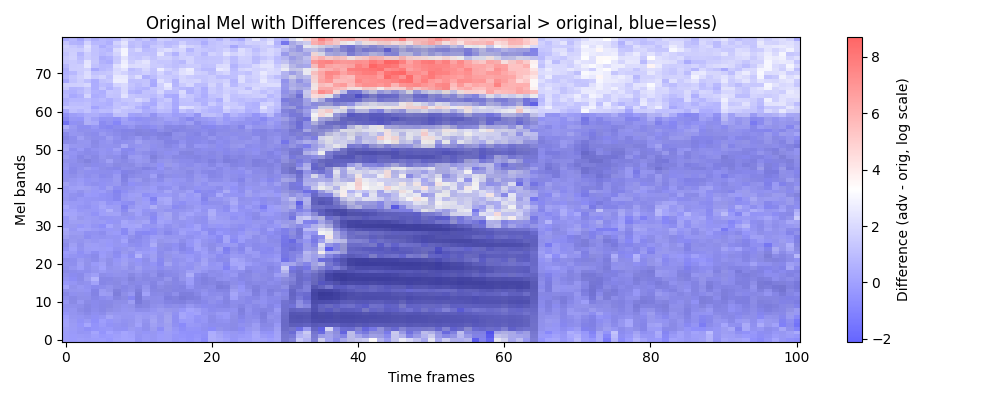 Original Mel with Differences (red=adversarial > original, blue=less)
Mel bands
70
60
50
40
30
20
10
0
0 20 40 60 80 100
Time frames
8
6
4
2
0
−2
Difference (adv - orig, log scale)